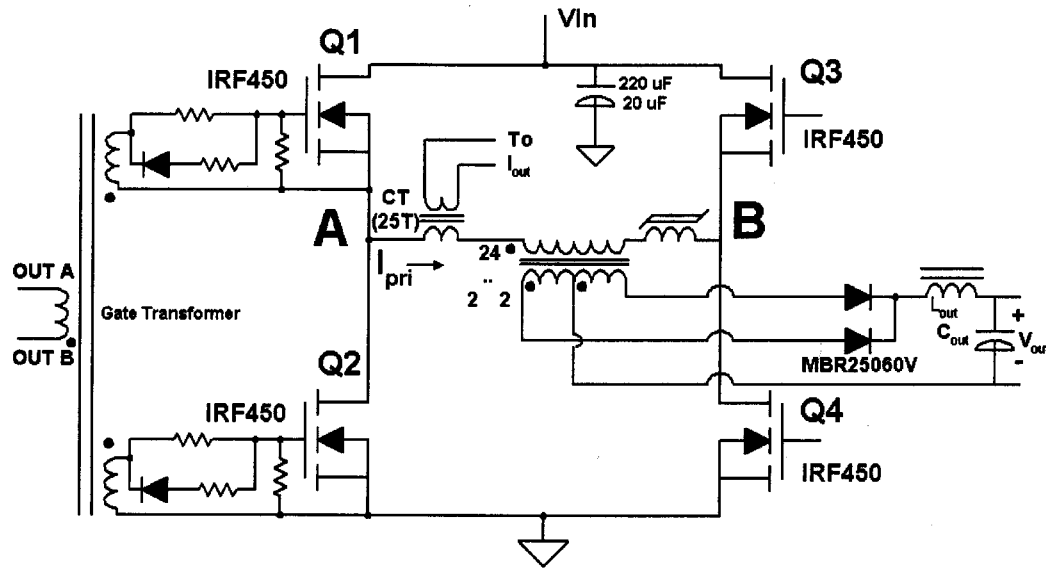 Vin
Q1
IRF450
220 uF
20 uF
Q3
IRF450
To
Iout
CT
(25T)
A
B
24
Ipri
2 : 2
OUT A
OUT B
Gate Transformer
Lout
Cout
+
Vout
-
MBR25060V
Q2
IRF450
Q4
IRF450